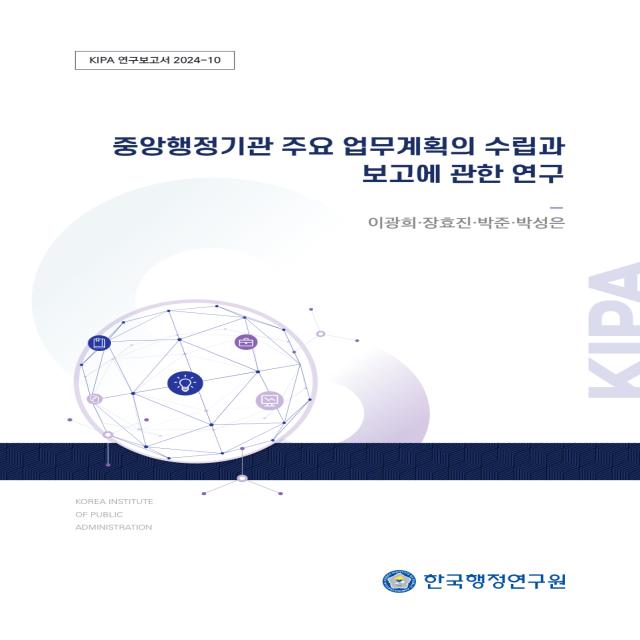 KIPA 연구보고서 2024-10
중앙행정기관 주요 업무계획의 수립과
보고에 관한 연구
이광희·장효진·박준·박성은
KIPA
KOREA INSTITUTE
OF PUBLIC
ADMINISTRATION
한국행정연구원